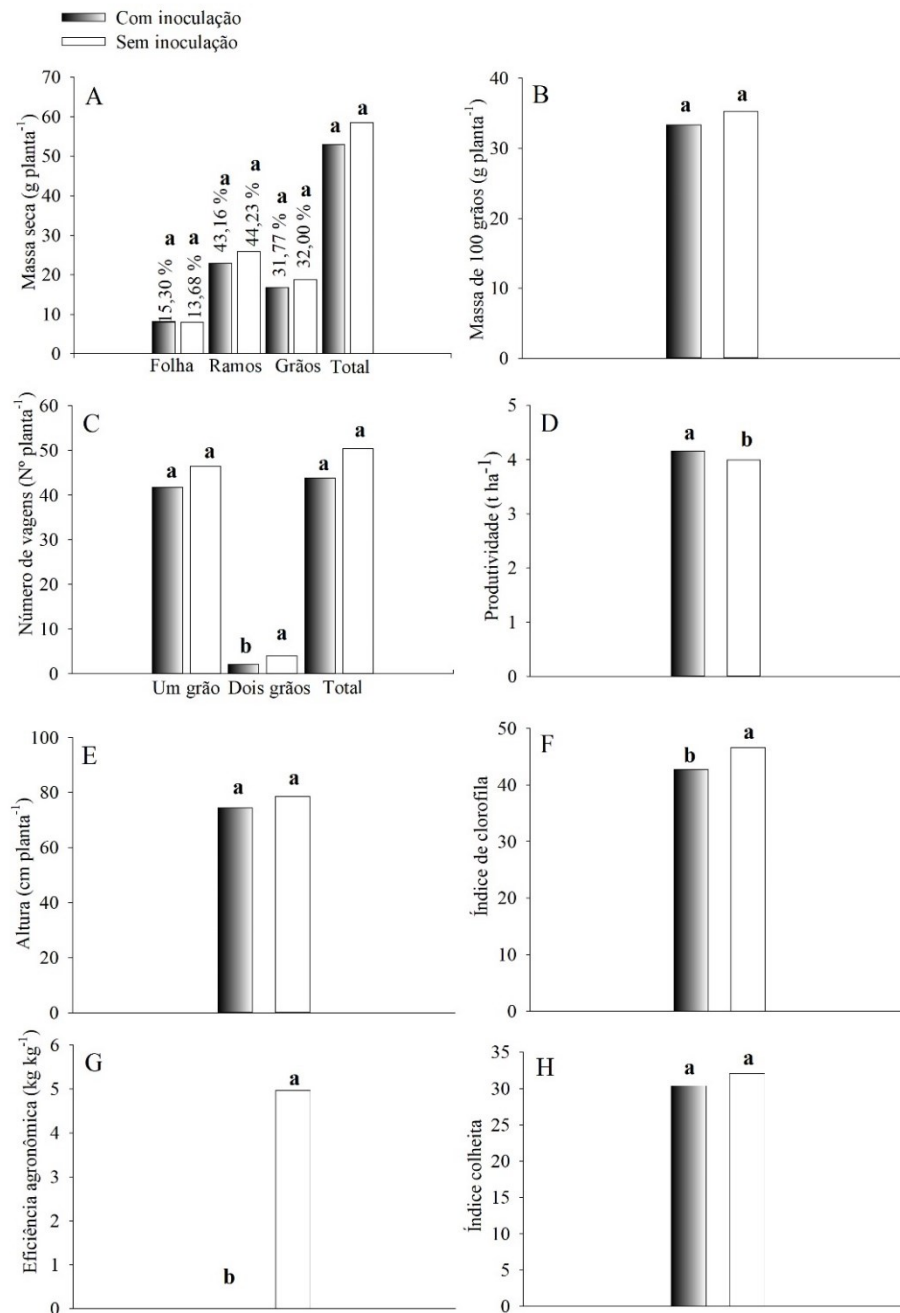 Com inoculação
Sem inoculação
A
Massa seca (g planta⁻¹)
70
60
50
40
30
20
10
0
15,30 %
a
13,68 %
a
43,16 %
a
44,23 %
a
31,77 %
a
32,00 %
a
a
a
Folha Ramos Grãos Total
B
Massa de 100 grãos (g planta⁻¹)
40
30
20
10
0
a a
C
Número de vagens (Nº planta⁻¹)
60
50
40
30
20
10
0
a a b a a a
Um grão Dois grãos Total
D
Produtividade (t ha⁻¹)
5
4
3
2
1
0
a b
E
Altura (cm planta⁻¹)
100
80
60
40
20
0
a a
F
Índice de clorofila
50
40
30
20
10
0
b a
G
Eficiência agronômica (kg kg⁻¹)
6
5
4
3
2
1
0
b a
H
Índice colheita
35
30
25
20
15
10
5
0
a a